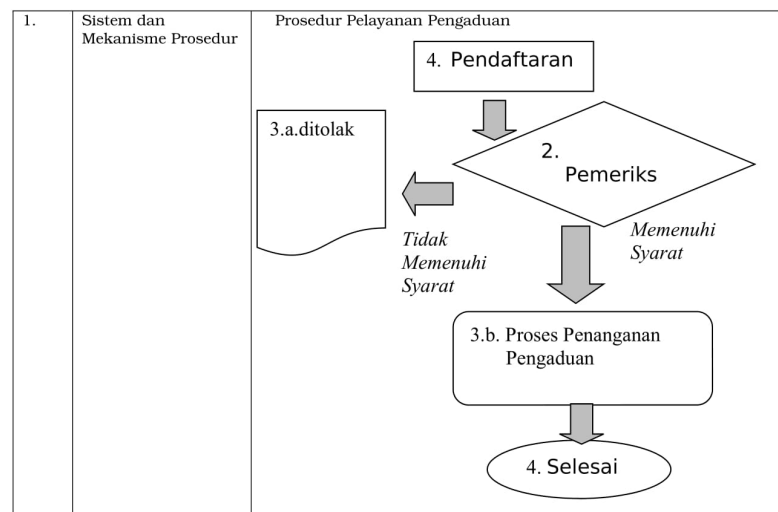 1.
Sistem dan
Mekanisme Prosedur
Prosedur Pelayanan Pengaduan
4. Pendaftaran
2.
Pemeriks
3.a.ditolak
Tidak
Memenuhi
Syarat
Memenuhi
Syarat
3.b. Proses Penanganan
Pengaduan
4. Selesai